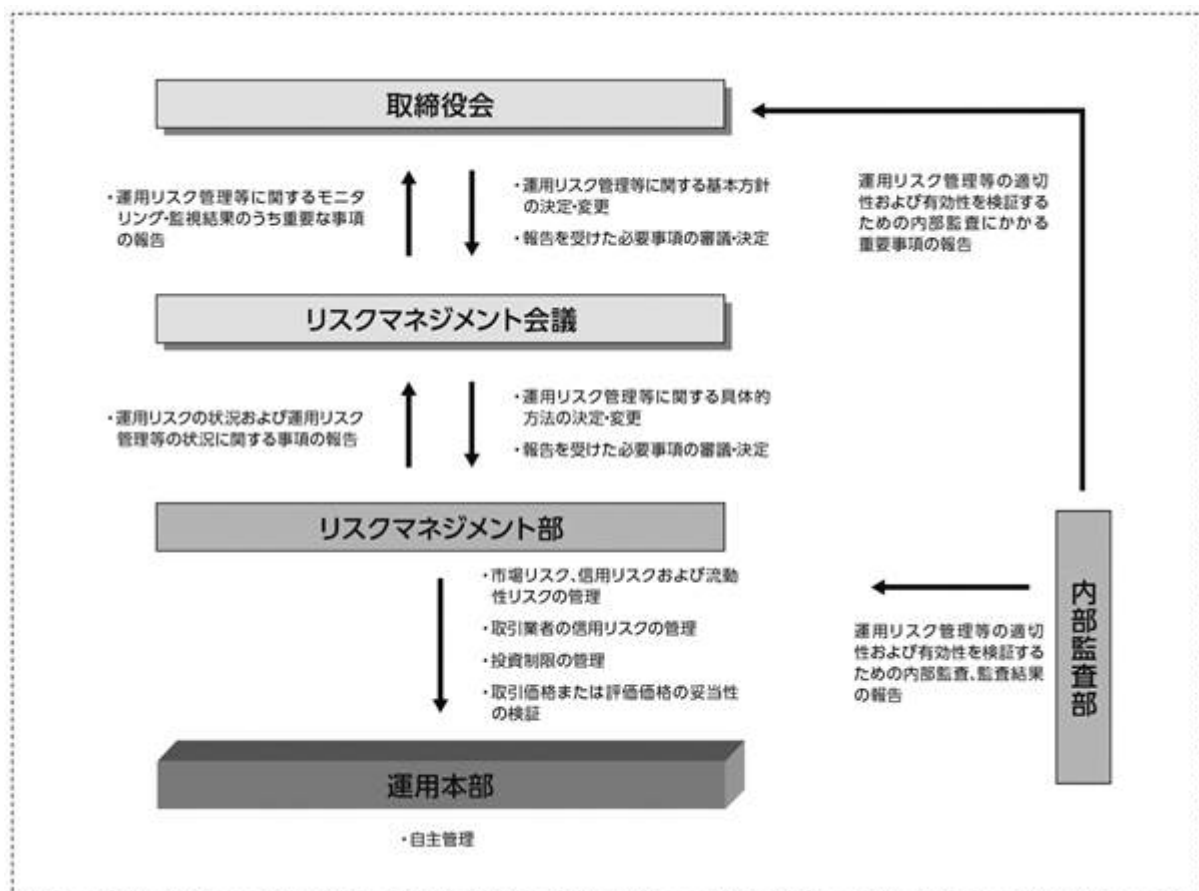 取締役会
・運用リスク管理等に関するモニタ
リング・監視結果のうち重要な事項
の報告
・運用リスク管理等に関する基本方針
の決定・変更
・報告を受けた必要事項の審議・決定
運用リスク管理等の適切
性および有効性を検証する
ための内部監査にかかる
重要事項の報告
リスクマネジメント会議
・運用リスクの状況および運用リスク
管理等の状況に関する事項の報告
・運用リスク管理等に関する具体的
方法の決定・変更
・報告を受けた必要事項の審議・決定
リスクマネジメント部
・市場リスク、信用リスクおよび流動
性リスクの管理
・取引業者の信用リスクの管理
・投資制限の管理
・取引価格または評価価格の妥当性
の検証
運用リスク管理等の適切
性および有効性を検証する
ための内部監査、監査結果
の報告
内部監査部
運用本部
・自主管理